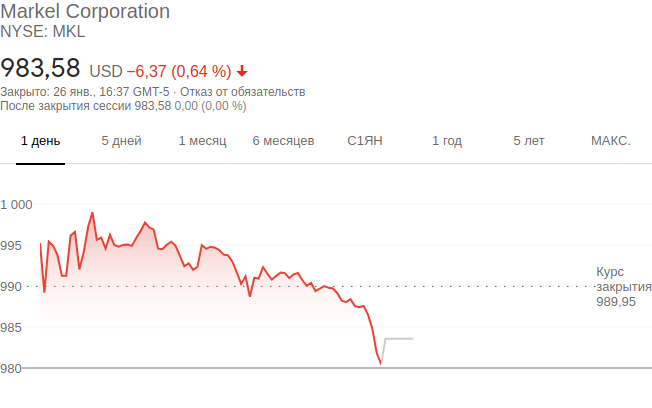 Markel Corporation
NYSE: MKL
983,58 USD −6,37 (0,64 %)
Закрыто: 26 янв., 16:37 GMT-5 · Отказ от обязательств
После закрытия сессии 983,58 0,00 (0,00 %)
1 день 5 дней 1 месяц 6 месяцев С1ЯН 1 год 5 лет МАКС.
1 000
995
990
985
980
Курс
закрытия
989,95